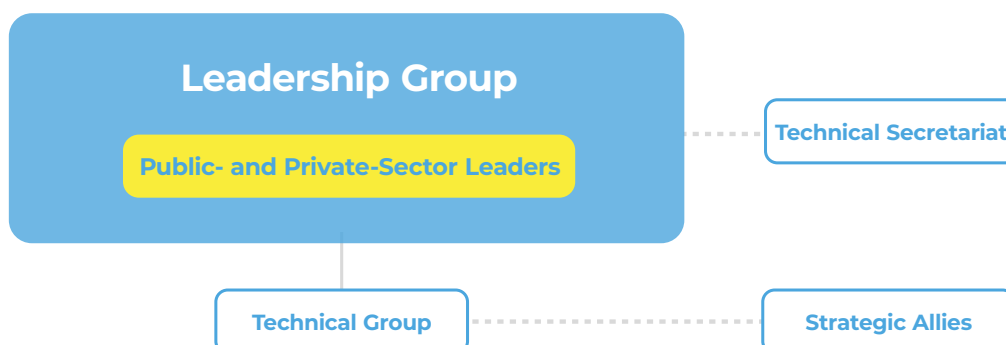 Leadership Group
Technical Secretariat
Public- and Private-Sector Leaders
Technical Group
Strategic Allies